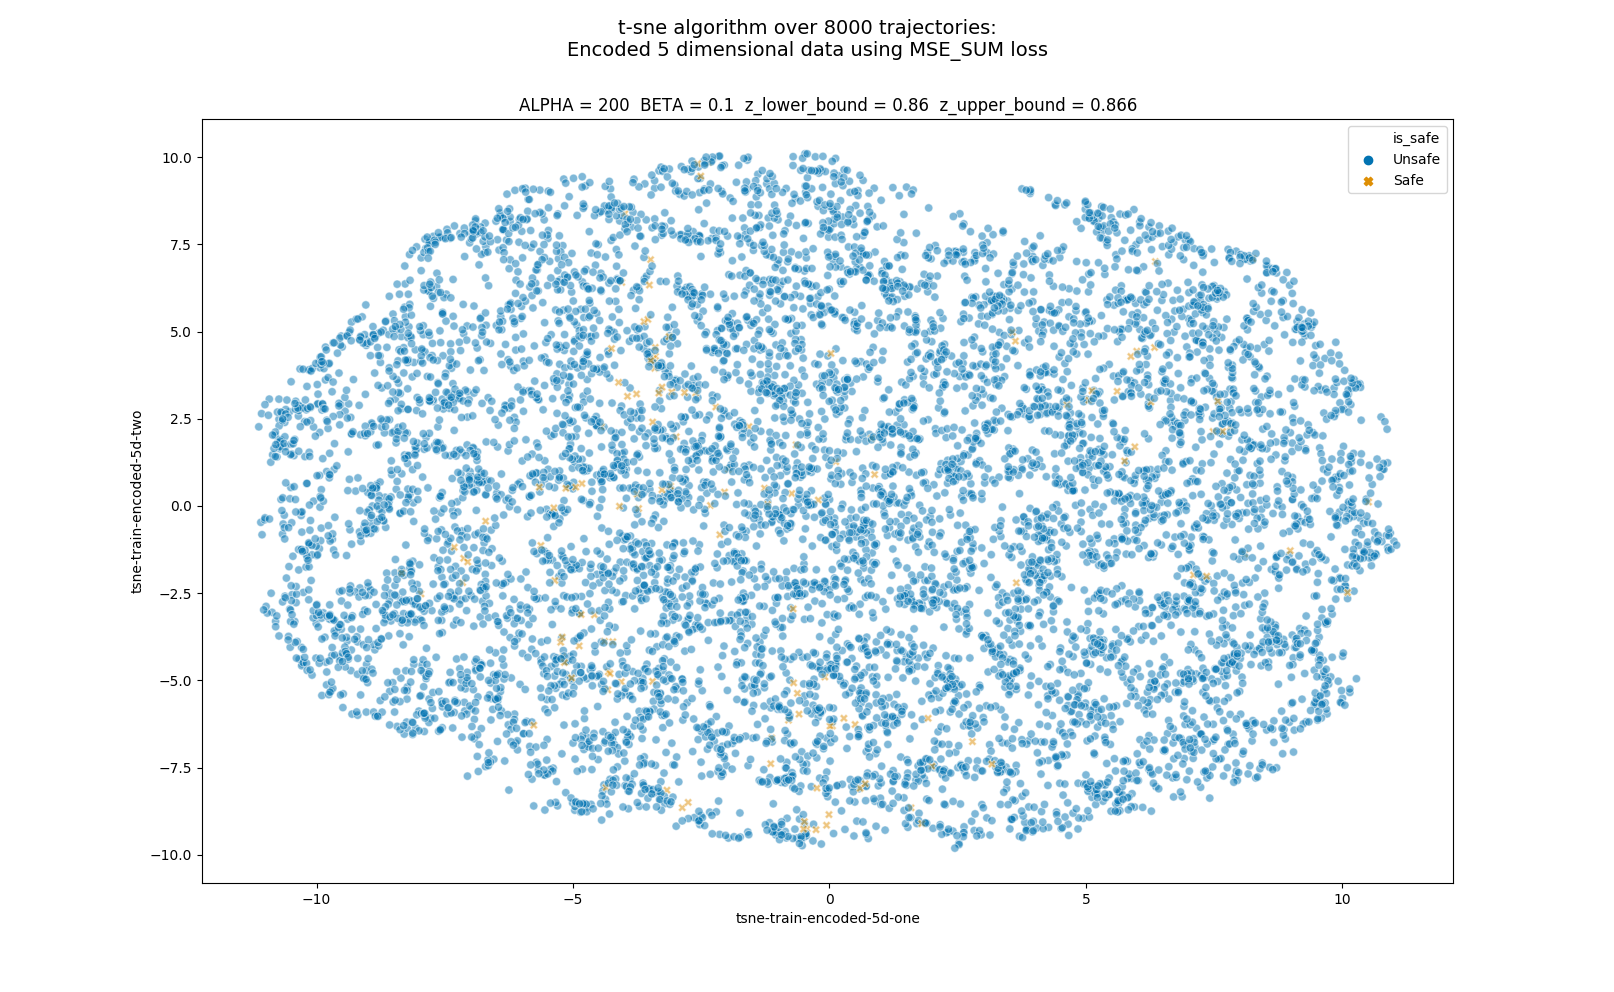 t-sne algorithm over 8000 trajectories:
Encoded 5 dimensional data using MSE_SUM loss
ALPHA = 200  BETA = 0.1  z_lower_bound = 0.86  z_upper_bound = 0.866
is_safe
Unsafe
Safe
10.0
7.5
5.0
2.5
0.0
−2.5
−5.0
−7.5
−10.0
tsne-train-encoded-5d-two
−10
−5
0
5
10
tsne-train-encoded-5d-one